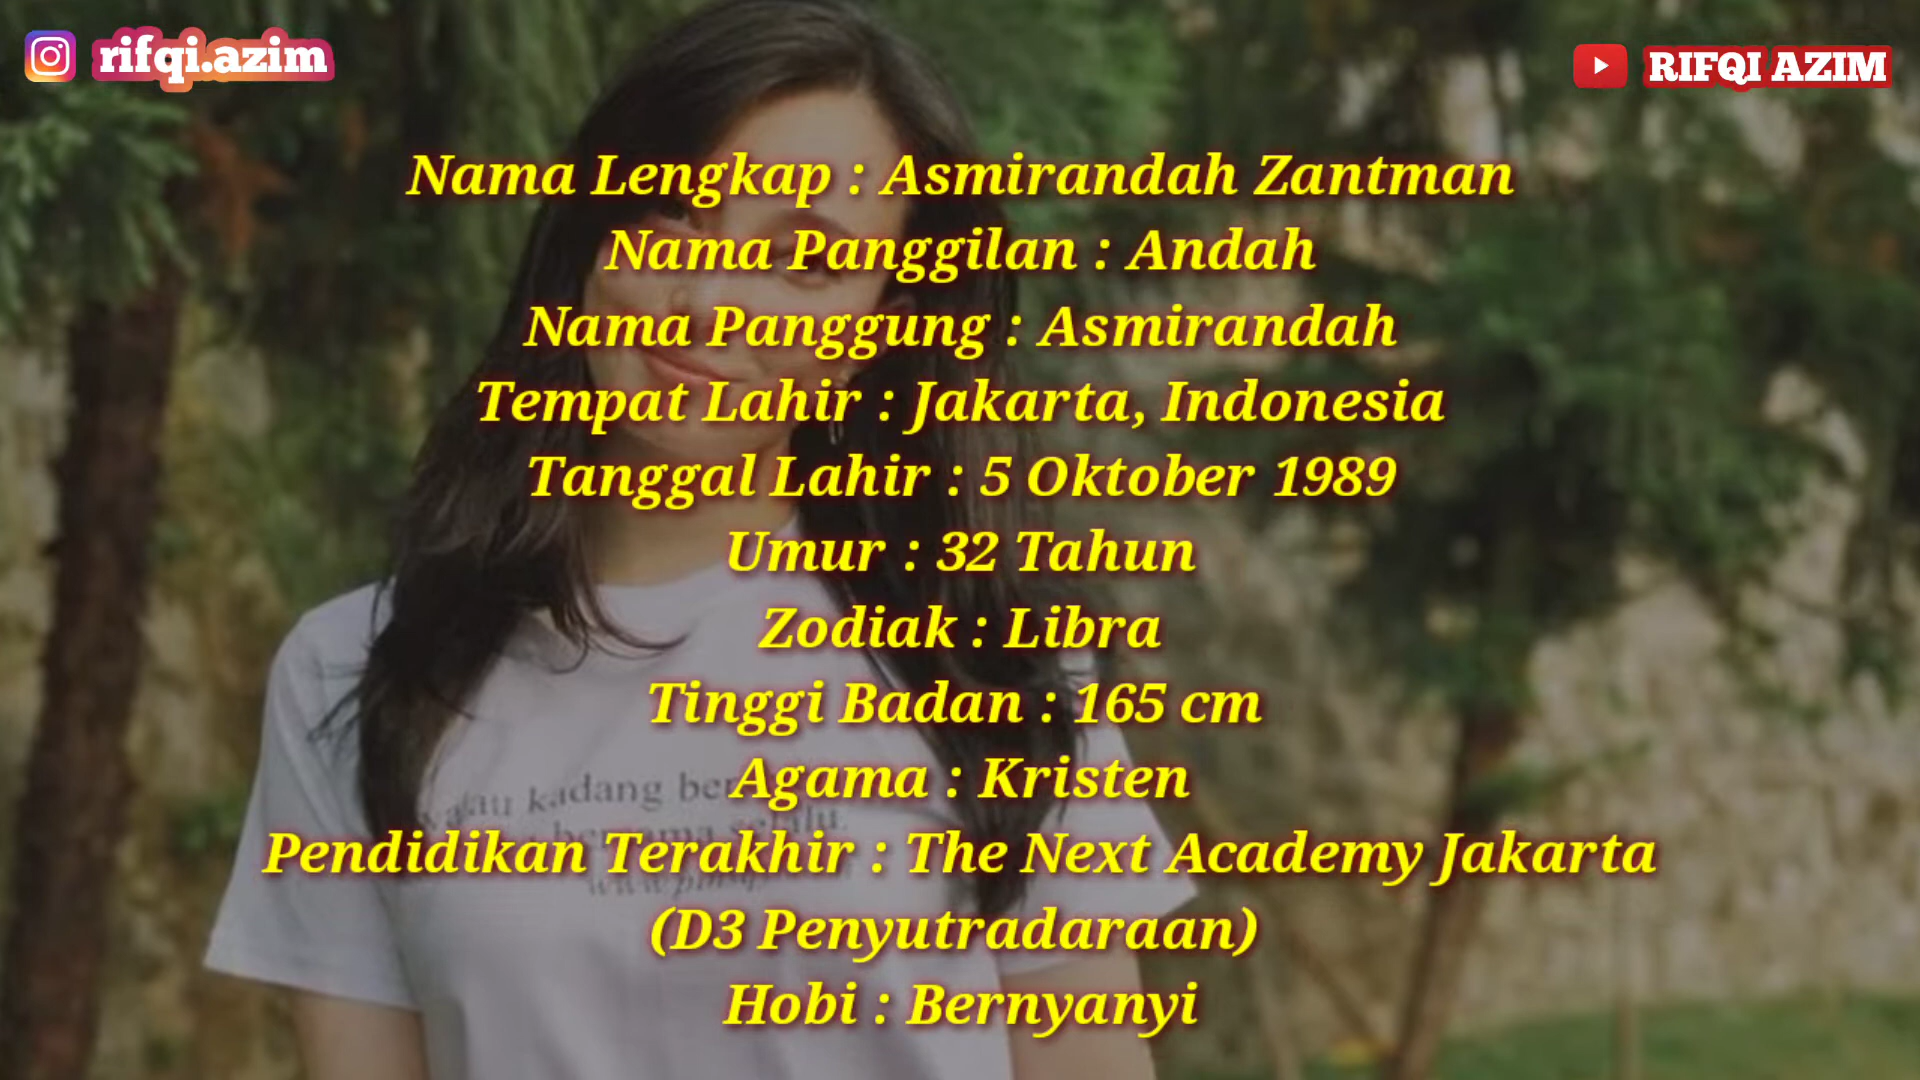 rifqi.azim
RIFQI AZIM
Nama Lengkap : Asmirandah Zantman
Nama Panggilan : Andah
Nama Panggung : Asmirandah
Tempat Lahir : Jakarta, Indonesia
Tanggal Lahir : 5 Oktober 1989
Umur : 32 Tahun
Zodiak : Libra
Tinggi Badan : 165 cm
Agama : Kristen
Pendidikan Terakhir : The Next Academy Jakarta
(D3 Penyutradaraan)
Hobi : Bernyanyi
kadang